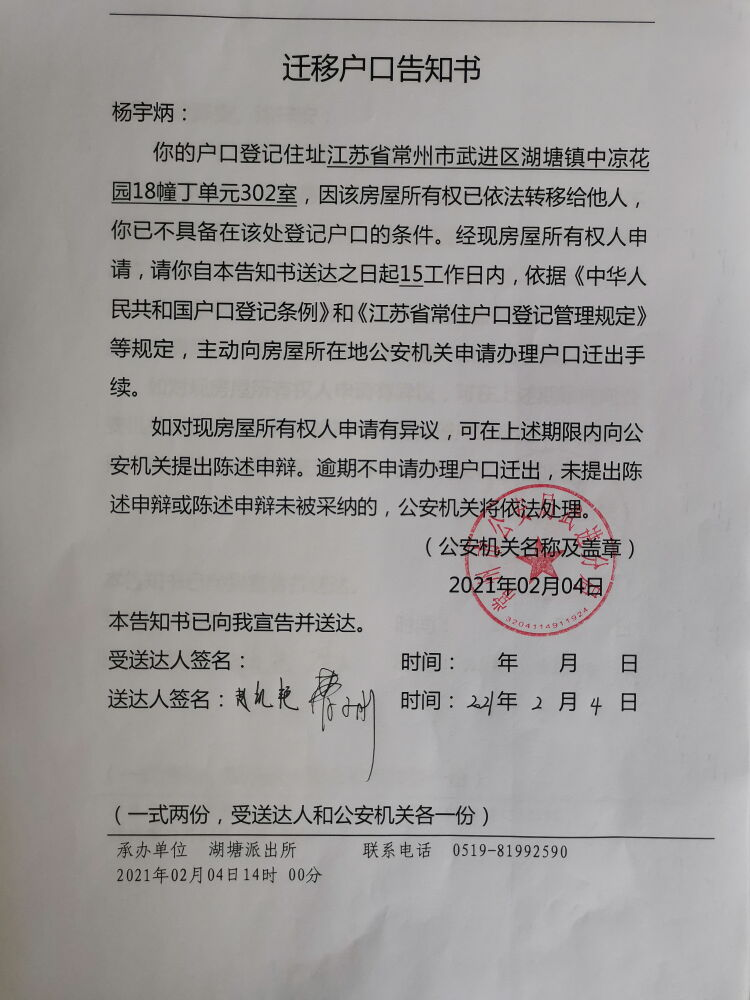 迁移户口告知书
杨宇炳：
你的户口登记住址江苏省常州市武进区湖塘镇中凉花
园18幢丁单元302室，因该房屋所有权已依法转移给他人，
你已不具备在该处登记户口的条件。经现房屋所有权人申
请，请你自本告知书送达之日起15工作日内，依据《中华人
民共和国户口登记条例》和《江苏省常住户口登记管理规定》
等规定，主动向房屋所在地公安机关申请办理户口迁出手
续。
如对现房屋所有权人申请有异议，可在上述期限内向公
安机关提出陈述申辩。逾期不申请办理户口迁出，未提出陈
述申辩或陈述申辩未被采纳的，公安机关将依法处理。
（公安机关名称及盖章）
常州市公安局武进分局
2021年02月04日
3204114911924
本告知书已向我宣告并送达。
受送达人签名： 时间： 年 月 日
送达人签名： 时间：2021年 2 月 4 日
（一式两份，受送达人和公安机关各一份）
承办单位 湖塘派出所 联系电话 0519-81992590
2021年02月04日14时 00分